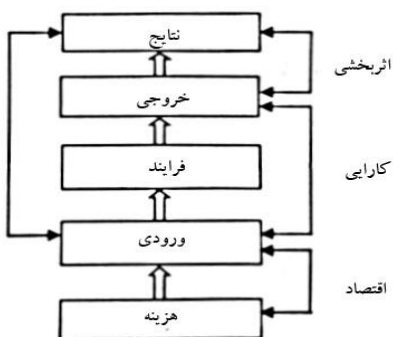 نتایج
اثربخشی
خروجی
فرایند
کارایی
ورودی
اقتصاد
هزینه